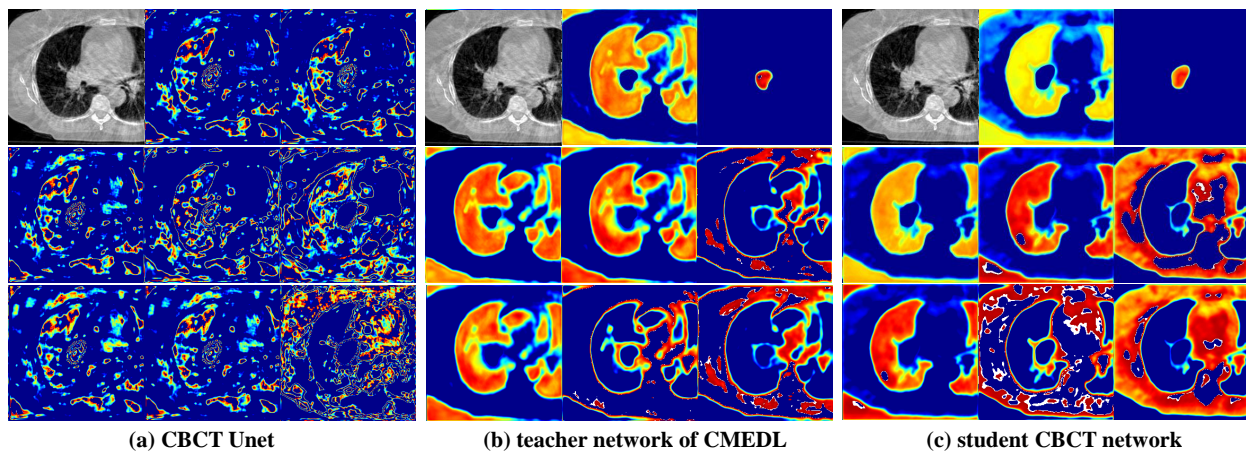 (a) CBCT Unet
(b) teacher network of CMEDL
(c) student CBCT network